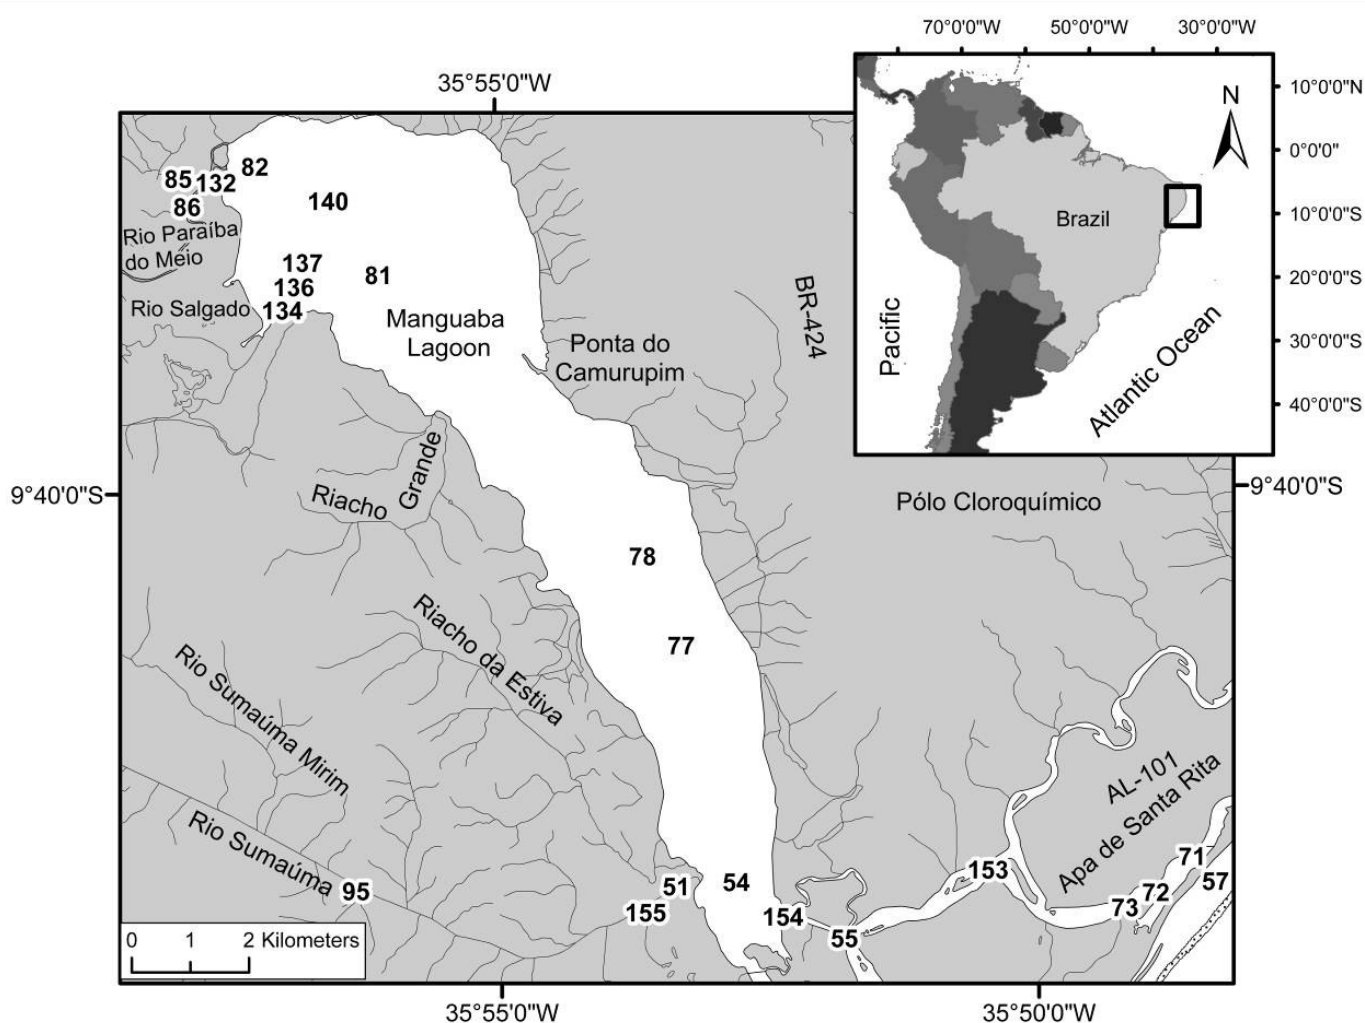 70°0'0"W 50°0'0"W 30°0'0"W
35°55'0"W
10°0'0"N
N
0°0'0"
Brazil
10°0'0"S
20°0'0"S
30°0'0"S
40°0'0"S
Pacific
Atlantic Ocean
82
85 132
86
140
Rio Paraíba
do Meio
137
81
136
134
Rio Salgado
Manguaba
Lagoon
BR-424
Ponta do
Camurupim
Riacho Grande
9°40'0"S
9°40'0"S
Pólo Cloroquímico
78
77
Riacho da Estiva
Rio Sumaúma Mirim
Rio Sumaúma
AL-101
Apa de Santa Rita
95
51
54
155
154
55
153
71
57
72
73
0 1 2 Kilometers
35°55'0"W
35°50'0"W